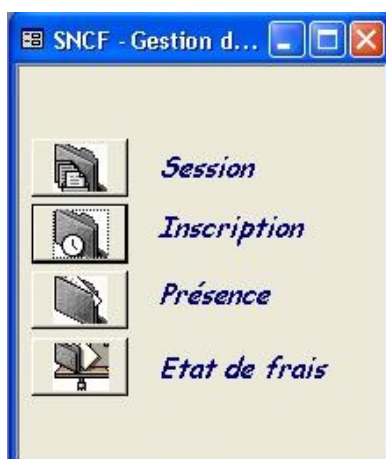 SNCF - Gestion d...
Session
Inscription
Présence
Etat de frais